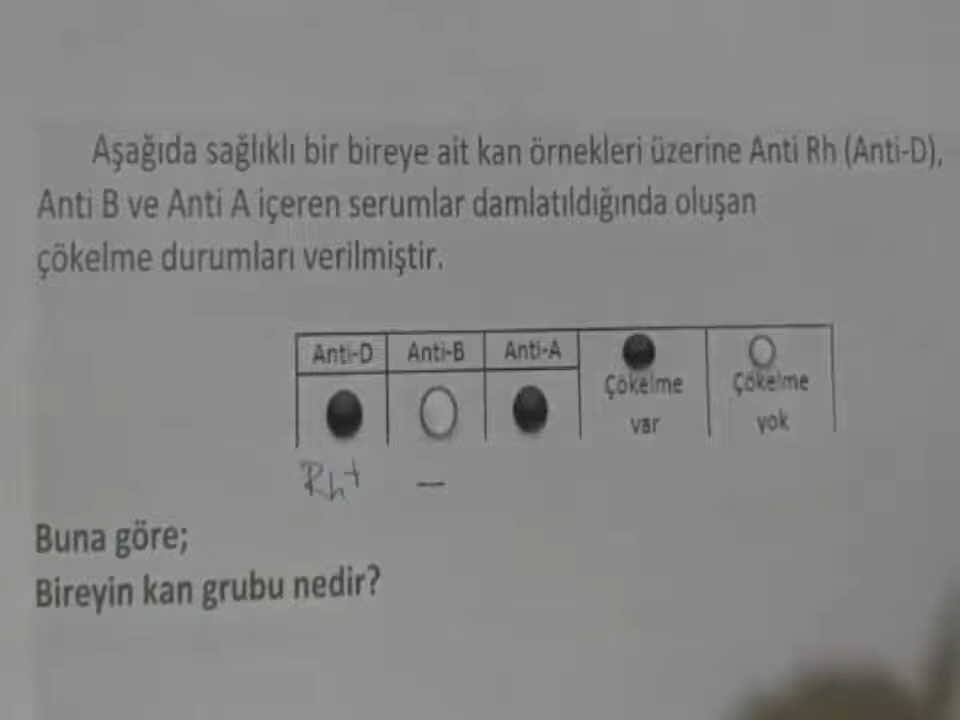 Aşağıda sağlıklı bir bireye ait kan örnekleri üzerine Anti Rh (Anti-D),
Anti B ve Anti A içeren serumlar damlatıldığında oluşan
çökelme durumları verilmiştir.
Anti-D Anti-B Anti-A
Çökelme var
Çökelme yok
Rh+ –
Buna göre;
Bireyin kan grubu nedir?